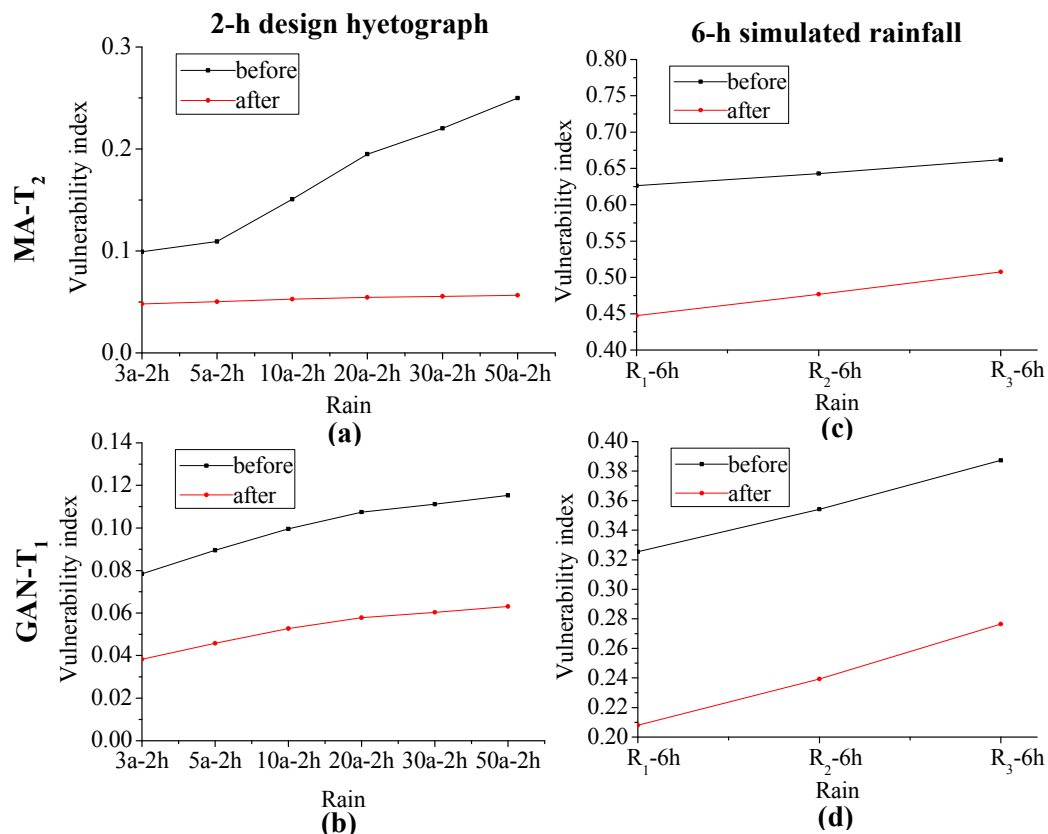 2-h design hyetograph
6-h simulated rainfall
MA-T2
Vulnerability index
0.3
0.2
0.1
0.0
before
after
3a-2h 5a-2h 10a-2h 20a-2h 30a-2h 50a-2h
Rain
(a)
Vulnerability index
0.80
0.75
0.70
0.65
0.60
0.55
0.50
0.45
0.40
before
after
R1-6h R2-6h R3-6h
Rain
(c)
GAN-T1
Vulnerability index
0.14
0.12
0.10
0.08
0.06
0.04
0.02
0.00
before
after
3a-2h 5a-2h 10a-2h 20a-2h 30a-2h 50a-2h
Rain
(b)
Vulnerability index
0.40
0.38
0.36
0.34
0.32
0.30
0.28
0.26
0.24
0.22
0.20
before
after
R1-6h R2-6h R3-6h
Rain
(d)